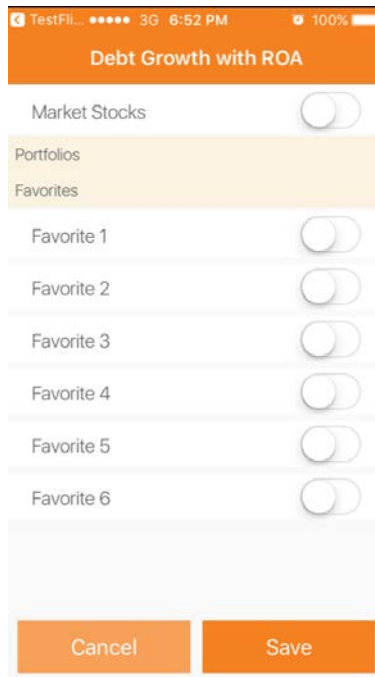 TestFli... ●●●●● 3G 6:52 PM 100%
Debt Growth with ROA
Market Stocks
Portfolios
Favorites
Favorite 1
Favorite 2
Favorite 3
Favorite 4
Favorite 5
Favorite 6
Cancel Save